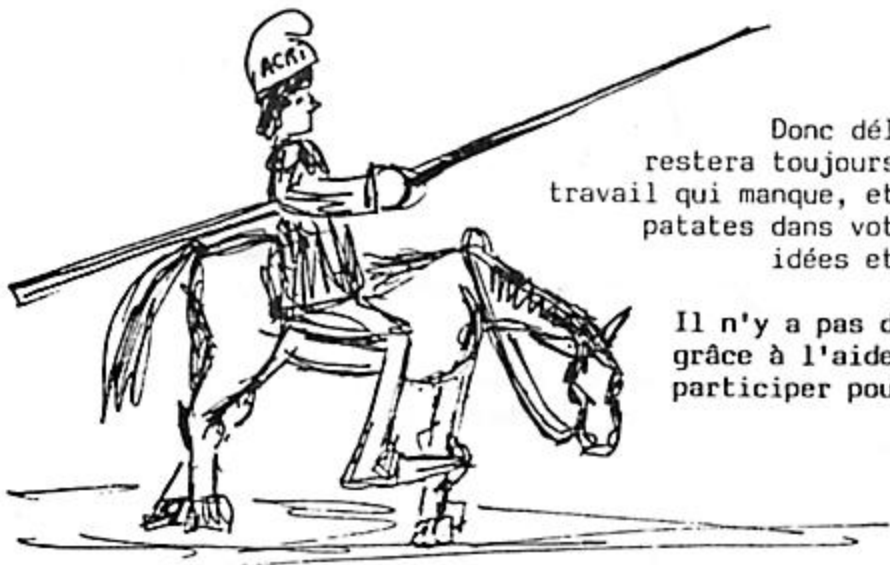 ACRI
Donc dél
restera toujours
travail qui manque, et
patates dans vot
idées et
Il n'y a pas d
grâce à l'aide
participer pou